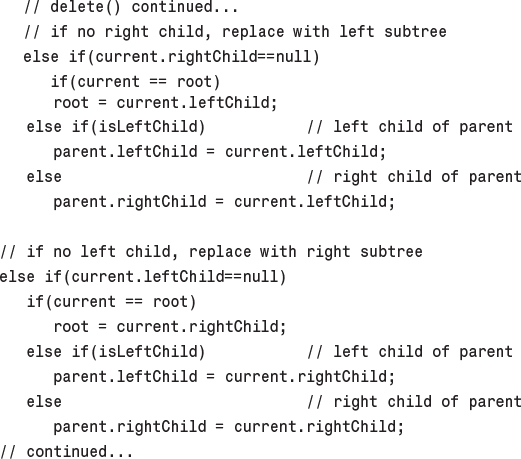 // delete() continued...
// if no right child, replace with left subtree
else if(current.rightChild==null)
if(current == root)
root = current.leftChild;
else if(isLeftChild) // left child of parent
parent.leftChild = current.leftChild;
else // right child of parent
parent.rightChild = current.leftChild;
// if no left child, replace with right subtree
else if(current.leftChild==null)
if(current == root)
root = current.rightChild;
else if(isLeftChild) // left child of parent
parent.leftChild = current.rightChild;
else // right child of parent
parent.rightChild = current.rightChild;
// continued...